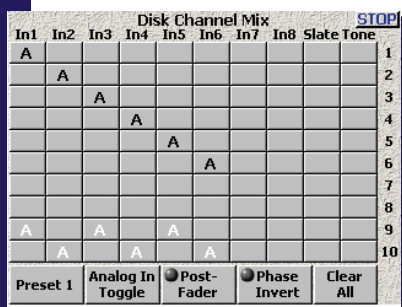 Disk Channel Mix STOP
In1 In2 In3 In4 In5 In6 In7 In8 Slate Tone
A 1
A 2
A 3
A 4
A 5
A 6
7
8
A A A 9
A A A 10
Preset 1 Analog In Toggle Post-Fader Phase Invert Clear All